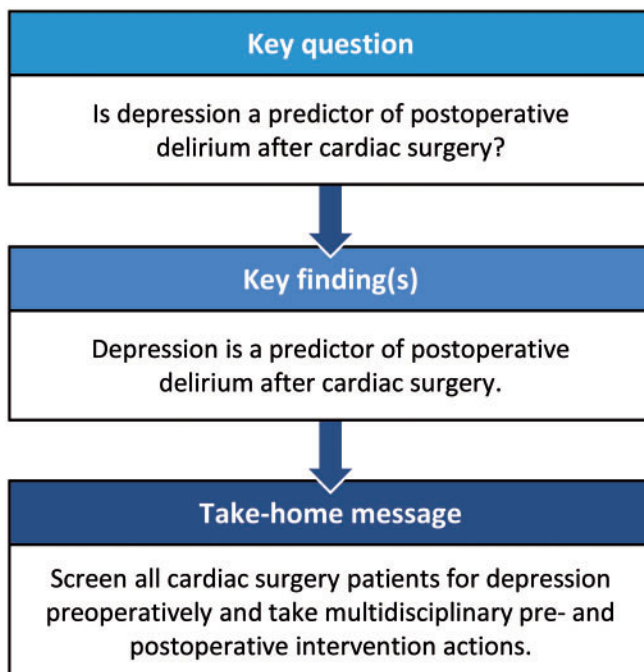 Key question
Is depression a predictor of postoperative
delirium after cardiac surgery?
Key finding(s)
Depression is a predictor of postoperative
delirium after cardiac surgery.
Take-home message
Screen all cardiac surgery patients for depression
preoperatively and take multidisciplinary pre- and
postoperative intervention actions.